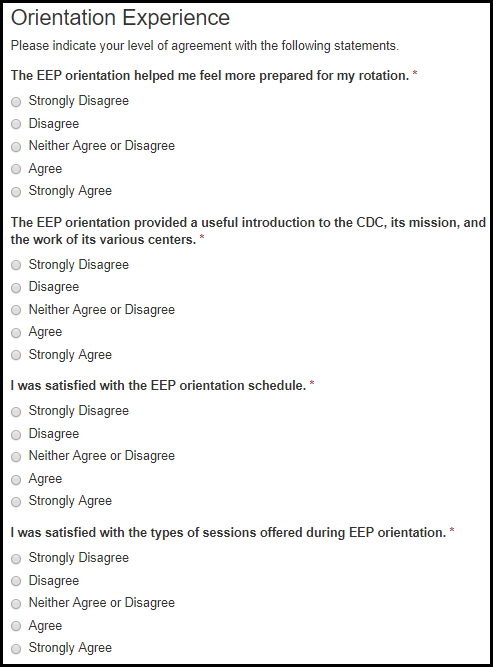 Orientation Experience
Please indicate your level of agreement with the following statements.
The EEP orientation helped me feel more prepared for my rotation. *
Strongly Disagree
Disagree
Neither Agree or Disagree
Agree
Strongly Agree
The EEP orientation provided a useful introduction to the CDC, its mission, and
the work of its various centers. *
Strongly Disagree
Disagree
Neither Agree or Disagree
Agree
Strongly Agree
I was satisfied with the EEP orientation schedule. *
Strongly Disagree
Disagree
Neither Agree or Disagree
Agree
Strongly Agree
I was satisfied with the types of sessions offered during EEP orientation. *
Strongly Disagree
Disagree
Neither Agree or Disagree
Agree
Strongly Agree